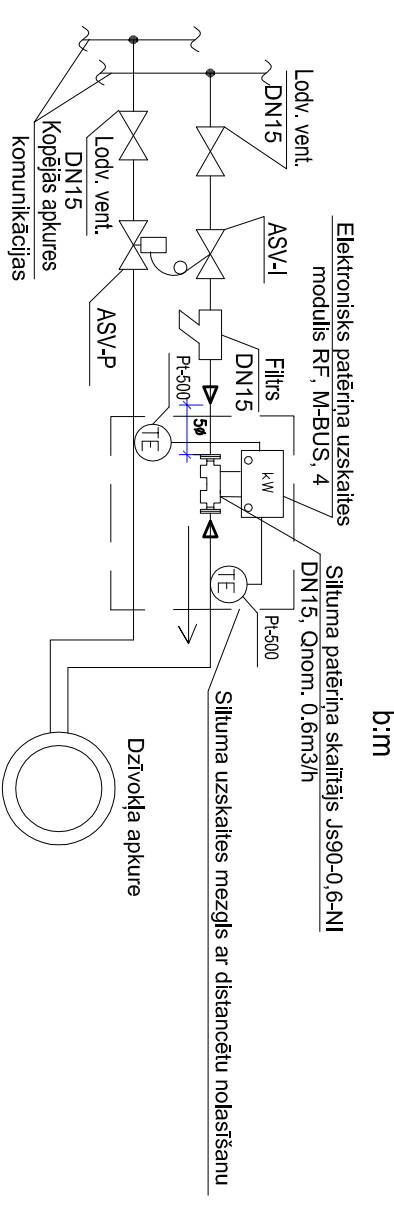 b:m
Elektronisks patēriņa uzskaites
modulis RF, M-BUS, 4
Siltuma patēriņa skaiītājs Js90-0,6-NI
DN15, Qnom. 0.6m3/h
Lodv. vent.
DN15
ASV-I
Filtrs
DN15
Pt-500
5ø
TE
kW
TE
Pt-500
Siltuma uzskaites mezgls ar distancētu nolasīšanu
Lodv. vent.
DN15
ASV-P
Kopējās apkures
komunikācijas
Dzīvokļa apkure